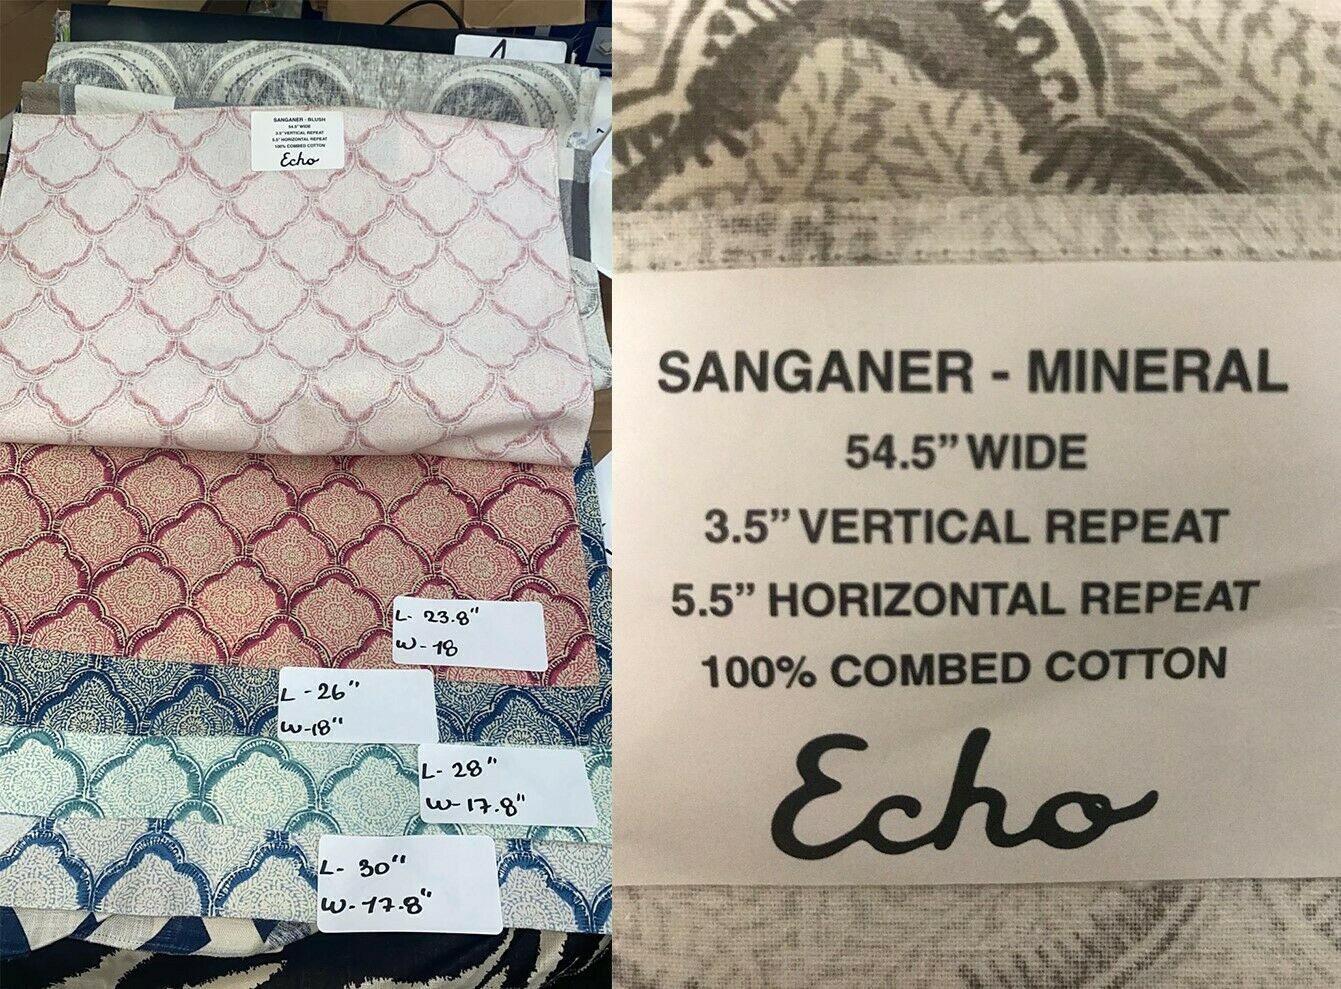 A
SANGANER - BLUSH
54.5" WIDE
3.5" VERTICAL REPEAT
5.5" HORIZONTAL REPEAT
100% COMBED COTTON
Echo
L- 23.8"
W-18
L-26"
W-18"
L-28"
W-17.8"
L- 30"
W-17.8"
SANGANER - MINERAL
54.5” WIDE
3.5” VERTICAL REPEAT
5.5” HORIZONTAL REPEAT
100% COMBED COTTON
Echo